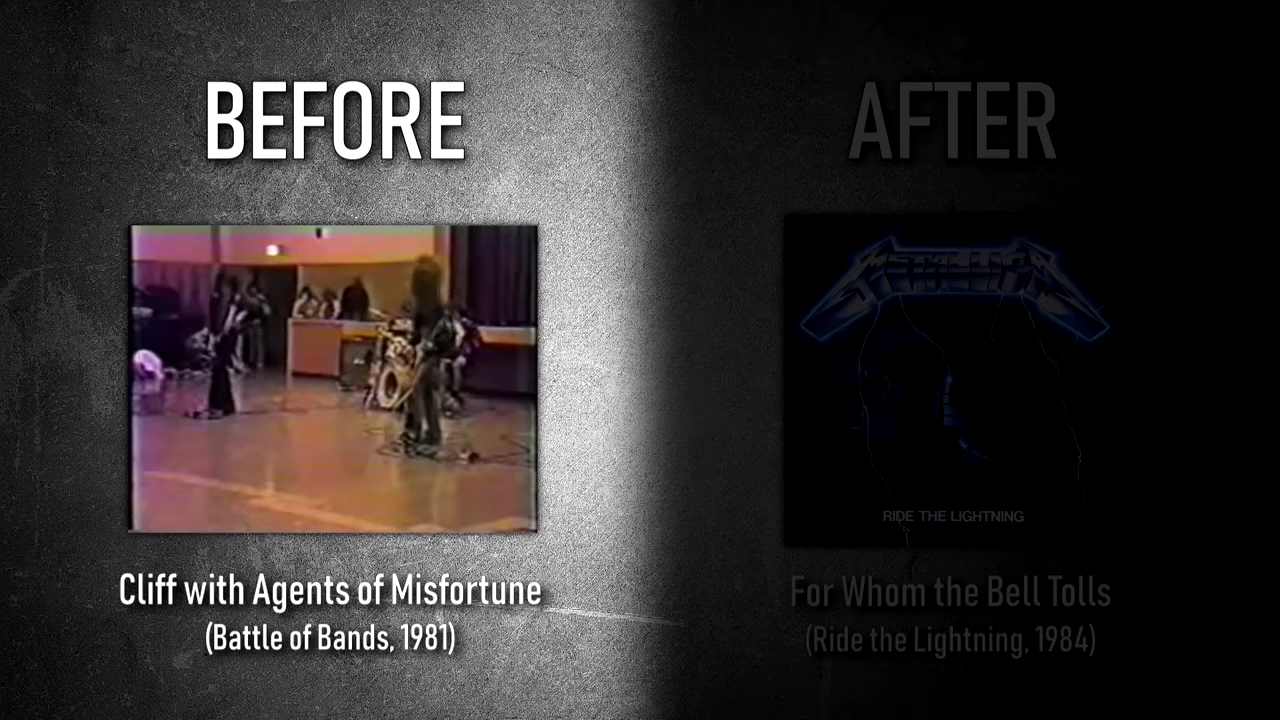 BEFORE
Cliff with Agents of Misfortune
(Battle of Bands, 1981)
AFTER
METALLICA
RIDE THE LIGHTNING
For Whom the Bell Tolls
(Ride the Lightning, 1984)